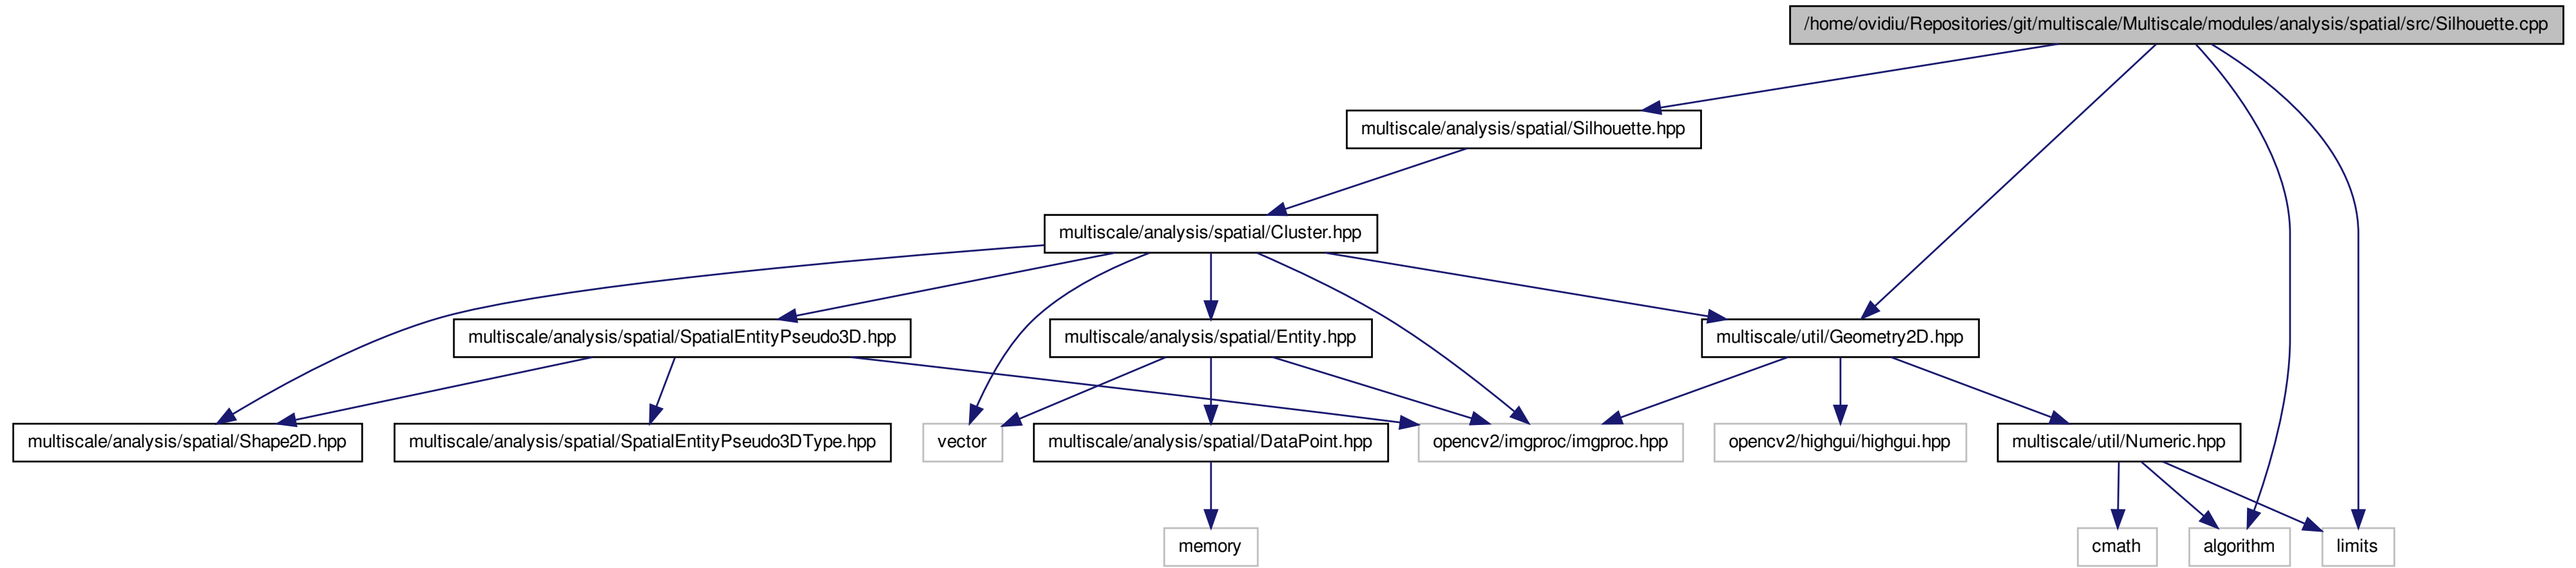 /home/ovidiu/Repositories/git/multiscale/Multiscale/modules/analysis/spatial/src/Silhouette.cpp
multiscale/analysis/spatial/Silhouette.hpp
multiscale/analysis/spatial/Cluster.hpp
multiscale/analysis/spatial/SpatialEntityPseudo3D.hpp
multiscale/analysis/spatial/Entity.hpp
multiscale/util/Geometry2D.hpp
multiscale/analysis/spatial/Shape2D.hpp
multiscale/analysis/spatial/SpatialEntityPseudo3DType.hpp
vector
multiscale/analysis/spatial/DataPoint.hpp
opencv2/imgproc/imgproc.hpp
opencv2/highgui/highgui.hpp
multiscale/util/Numeric.hpp
memory
cmath
algorithm
limits